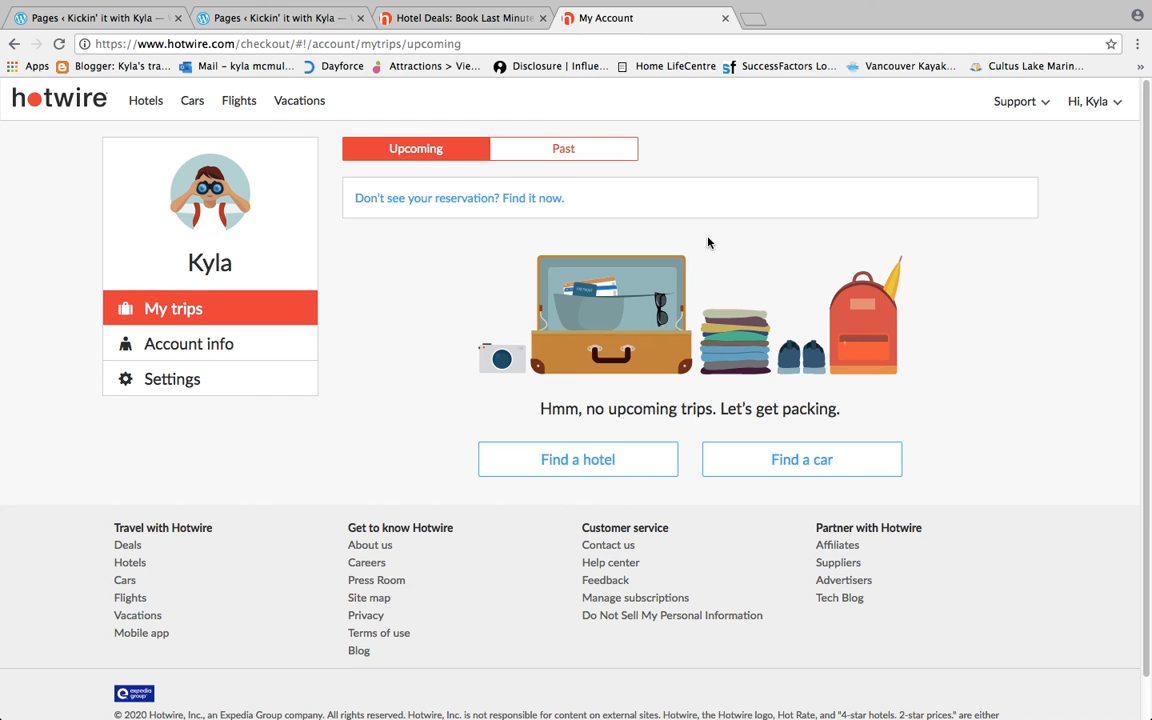 Pages ‹ Kickin' it with Kyla —
Pages ‹ Kickin' it with Kyla —
Hotel Deals: Book Last Minute
My Account
https://www.hotwire.com/checkout/#!/account/mytrips/upcoming
Apps
Blogger: Kyla's tra...
Mail – kyla mcmul...
Dayforce
Attractions > Vie...
Disclosure | Influe...
Home LifeCentre
SuccessFactors Lo...
Vancouver Kayak...
Cultus Lake Marin...
»
hotwire
Hotels
Cars
Flights
Vacations
Support
Hi, Kyla
Upcoming
Past
Don't see your reservation? Find it now.
Kyla
My trips
Account info
Settings
Hmm, no upcoming trips. Let's get packing.
Find a hotel
Find a car
Travel with Hotwire
Deals
Hotels
Cars
Flights
Vacations
Mobile app
Get to know Hotwire
About us
Careers
Press Room
Site map
Privacy
Terms of use
Blog
Customer service
Contact us
Help center
Feedback
Manage subscriptions
Do Not Sell My Personal Information
Partner with Hotwire
Affiliates
Suppliers
Advertisers
Tech Blog
expedia group
© 2020 Hotwire, Inc., an Expedia Group company. All rights reserved. Hotwire, Inc. is not responsible for content on external sites. Hotwire, the Hotwire logo, Hot Rate, and "4-star hotels. 2-star prices." are either